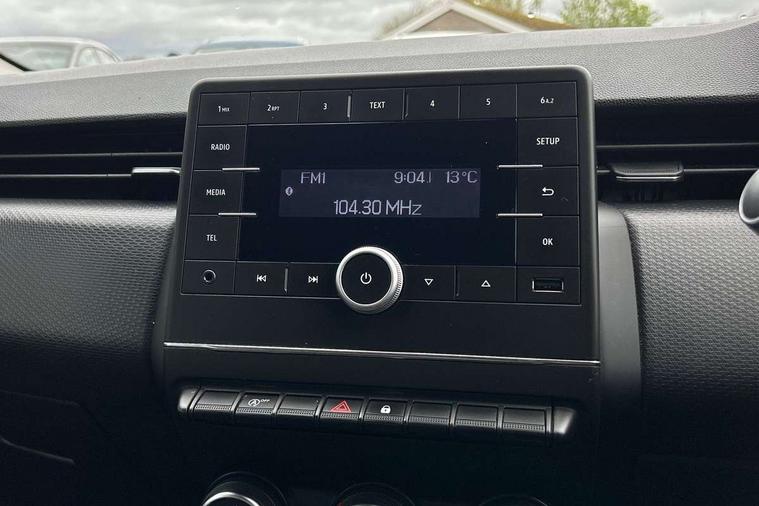 1 MIX 2 RPT 3 TEXT 4 5 6 A.Z
RADIO SETUP
FM1 9:04 13°C
MEDIA
104.30 MHz
TEL OK
OFF